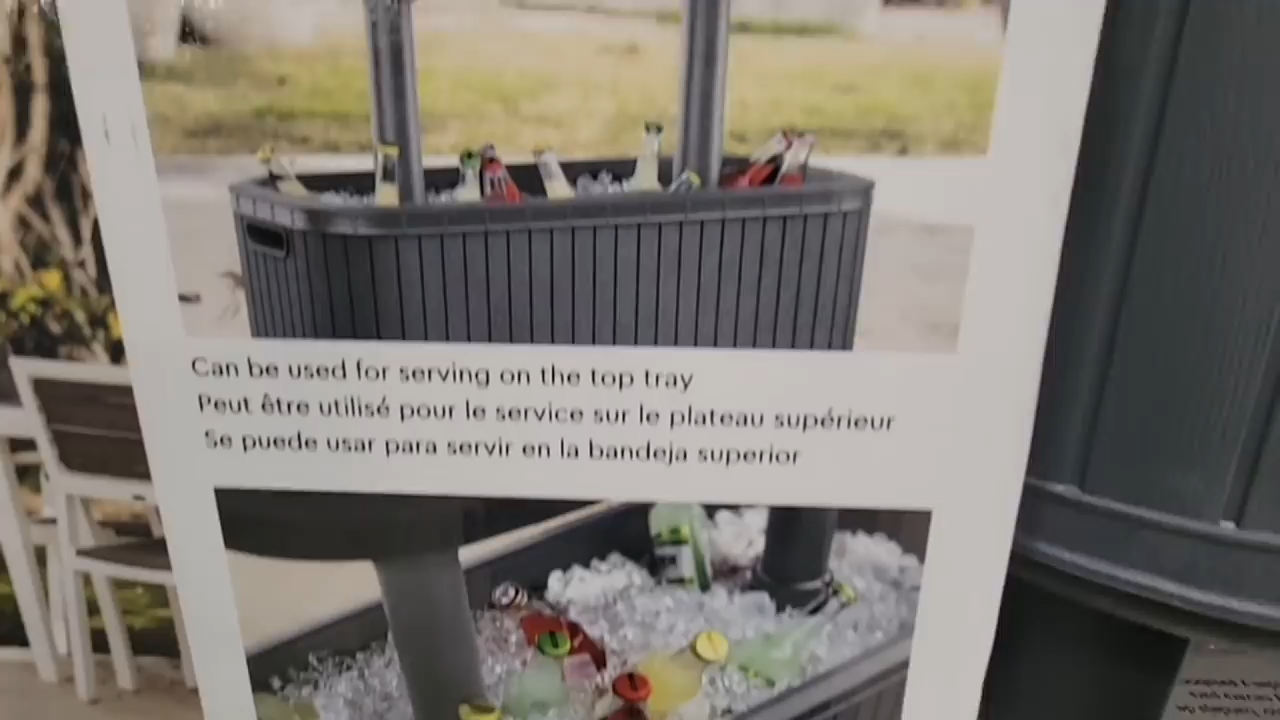 Can be used for serving on the top tray
Peut être utilisé pour le service sur le plateau supérieur
Se puede usar para servir en la bandeja superior